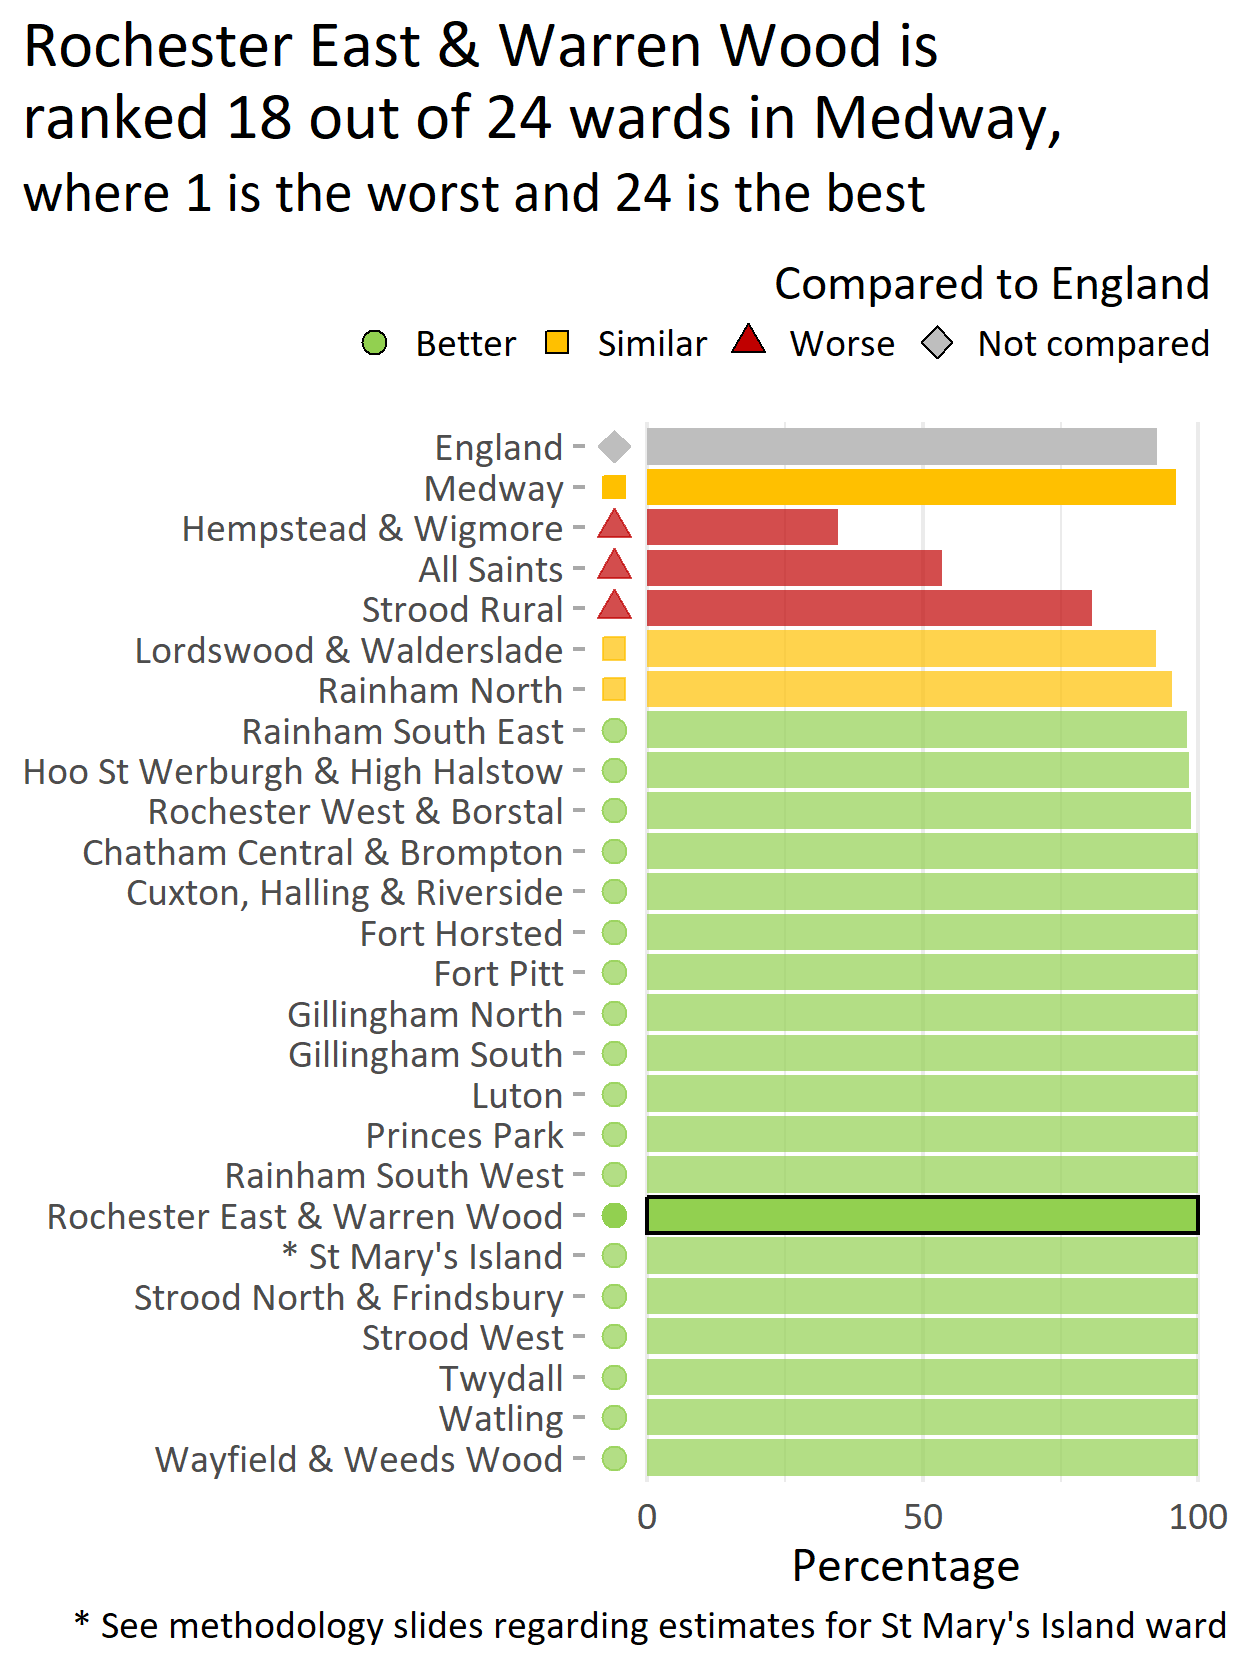 Rochester East & Warren Wood is
ranked 18 out of 24 wards in Medway,
where 1 is the worst and 24 is the best
Compared to England
Better Similar Worse Not compared
England
Medway
Hempstead & Wigmore
All Saints
Strood Rural
Lordswood & Walderslade
Rainham North
Rainham South East
Hoo St Werburgh & High Halstow
Rochester West & Borstal
Chatham Central & Brompton
Cuxton, Halling & Riverside
Fort Horsted
Fort Pitt
Gillingham North
Gillingham South
Luton
Princes Park
Rainham South West
Rochester East & Warren Wood
* St Mary's Island
Strood North & Frindsbury
Strood West
Twydall
Watling
Wayfield & Weeds Wood
0 50 100
Percentage
* See methodology slides regarding estimates for St Mary's Island ward